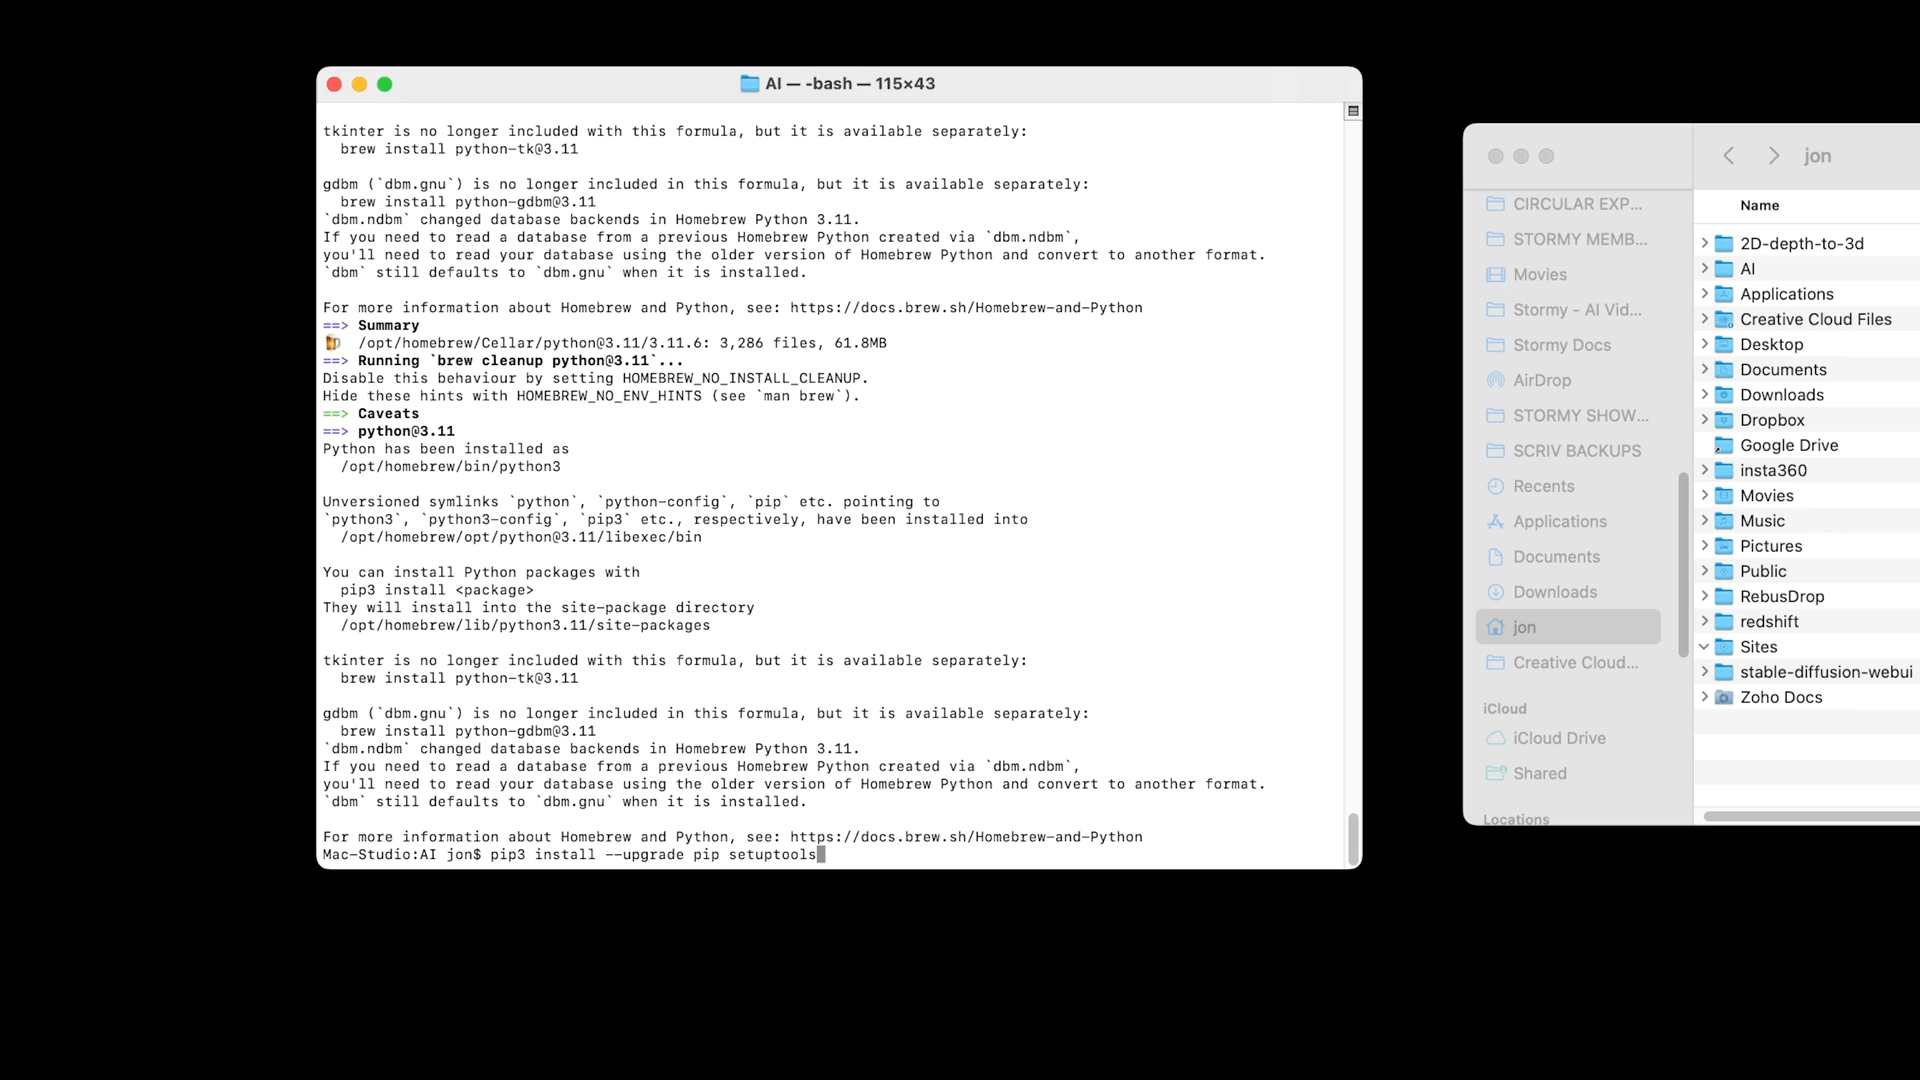 AI — -bash — 115×43
tkinter is no longer included with this formula, but it is available separately:
brew install python-tk@3.11
gdbm (`dbm.gnu`) is no longer included in this formula, but it is available separately:
brew install python-gdbm@3.11
`dbm.ndbm` changed database backends in Homebrew Python 3.11.
If you need to read a database from a previous Homebrew Python created via `dbm.ndbm`,
you'll need to read your database using the older version of Homebrew Python and convert to another format.
`dbm` still defaults to `dbm.gnu` when it is installed.
For more information about Homebrew and Python, see: https://docs.brew.sh/Homebrew-and-Python
==> Summary
/opt/homebrew/Cellar/python@3.11/3.11.6: 3,286 files, 61.8MB
==> Running `brew cleanup python@3.11`...
Disable this behaviour by setting HOMEBREW_NO_INSTALL_CLEANUP.
Hide these hints with HOMEBREW_NO_ENV_HINTS (see `man brew`).
==> Caveats
==> python@3.11
Python has been installed as
/opt/homebrew/bin/python3
Unversioned symlinks `python`, `python-config`, `pip` etc. pointing to
`python3`, `python3-config`, `pip3` etc., respectively, have been installed into
/opt/homebrew/opt/python@3.11/libexec/bin
You can install Python packages with
pip3 install <package>
They will install into the site-package directory
/opt/homebrew/lib/python3.11/site-packages
tkinter is no longer included with this formula, but it is available separately:
brew install python-tk@3.11
gdbm (`dbm.gnu`) is no longer included in this formula, but it is available separately:
brew install python-gdbm@3.11
`dbm.ndbm` changed database backends in Homebrew Python 3.11.
If you need to read a database from a previous Homebrew Python created via `dbm.ndbm`,
you'll need to read your database using the older version of Homebrew Python and convert to another format.
`dbm` still defaults to `dbm.gnu` when it is installed.
For more information about Homebrew and Python, see: https://docs.brew.sh/Homebrew-and-Python
Mac-Studio:AI jon$ pip3 install --upgrade pip setuptools
CIRCULAR EXP...
STORMY MEMB...
Movies
Stormy - AI Vid...
Stormy Docs
AirDrop
STORMY SHOW...
SCRIV BACKUPS
Recents
Applications
Documents
Downloads
jon
Creative Cloud...
iCloud
iCloud Drive
Shared
Locations
jon
Name
2D-depth-to-3d
AI
Applications
Creative Cloud Files
Desktop
Documents
Downloads
Dropbox
Google Drive
insta360
Movies
Music
Pictures
Public
RebusDrop
redshift
Sites
stable-diffusion-webui
Zoho Docs